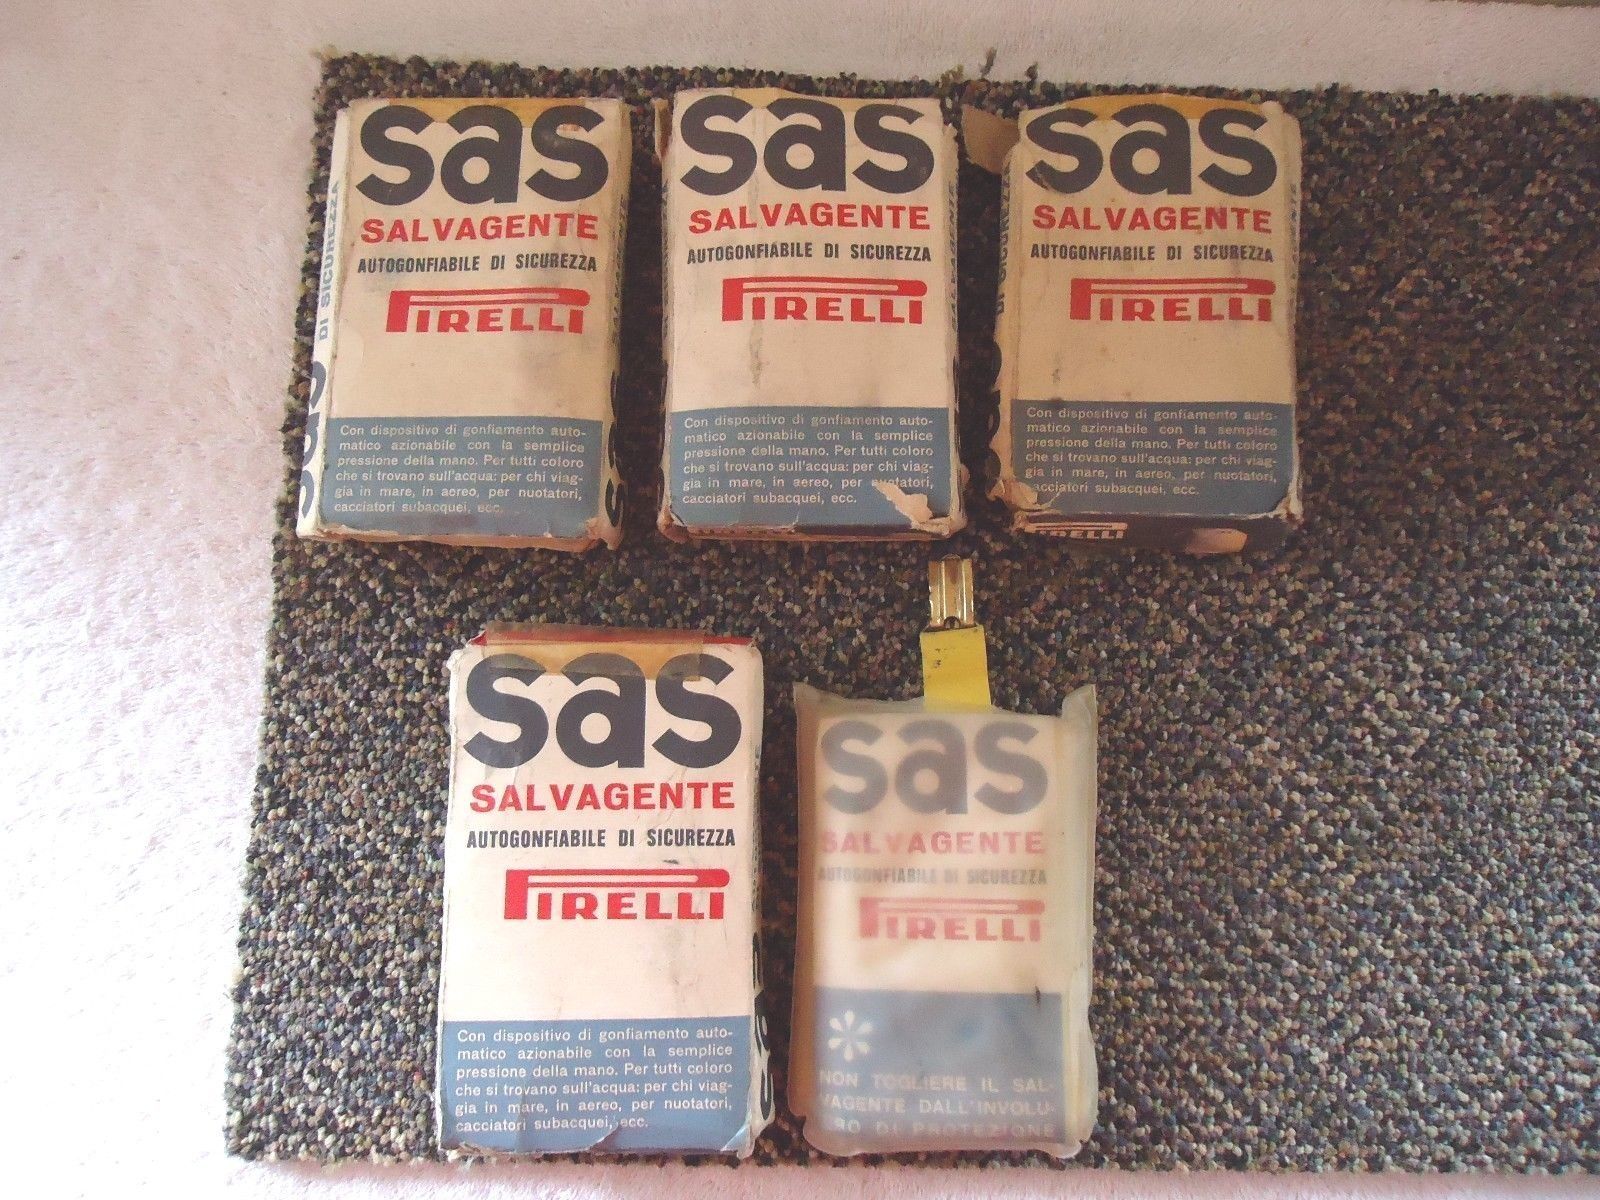 sas
SALVAGENTE
AUTOGONFIABILE DI SICUREZZA
PIRELLI
Con dispositivo di gonfiamento auto-
matico azionabile con la semplice
pressione della mano. Per tutti coloro
che si trovano sull'acqua: per chi viag-
gia in mare, in aereo, per nuotatori,
cacciatori subacquei, ecc.
DI SICUREZZA
sas
sas
SALVAGENTE
AUTOGONFIABILE DI SICUREZZA
PIRELLI
Con dispositivo di gonfiamento auto-
matico azionabile con la semplice
pressione della mano. Per tutti coloro
che si trovano sull'acqua: per chi viag-
gia in mare, in aereo, per nuotatori,
cacciatori subacquei, ecc.
sas
SALVAGENTE
AUTOGONFIABILE DI SICUREZZA
PIRELLI
Con dispositivo di gonfiamento auto-
matico azionabile con la semplice
pressione della mano. Per tutti coloro
che si trovano sull'acqua: per chi viag-
gia in mare, in aereo, per nuotatori,
cacciatori subacquei, ecc.
PIRELLI
sas
SALVAGENTE
AUTOGONFIABILE DI SICUREZZA
PIRELLI
Con dispositivo di gonfiamento auto-
matico azionabile con la semplice
pressione della mano. Per tutti coloro
che si trovano sull'acqua: per chi viag-
gia in mare, in aereo, per nuotatori,
cacciatori subacquei, ecc.
sas
SALVAGENTE
AUTOGONFIABILE DI SICUREZZA
PIRELLI
NON TOGLIERE IL SAL-
VAGENTE DALL'INVOLU-
RO DI PROTEZIONE